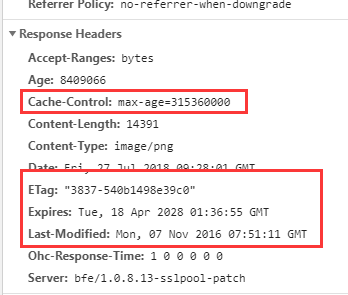 Referrer Policy: no-referrer-when-downgrade
▼ Response Headers
Accept-Ranges: bytes
Age: 8409066
Cache-Control: max-age=315360000
Content-Length: 14391
Content-Type: image/png
Date: Fri, 27 Jul 2018 09:28:01 GMT
ETag: "3837-540b1498e39c0"
Expires: Tue, 18 Apr 2028 01:36:55 GMT
Last-Modified: Mon, 07 Nov 2016 07:51:11 GMT
Ohc-Response-Time: 1 0 0 0 0 0
Server: bfe/1.0.8.13-sslpool-patch